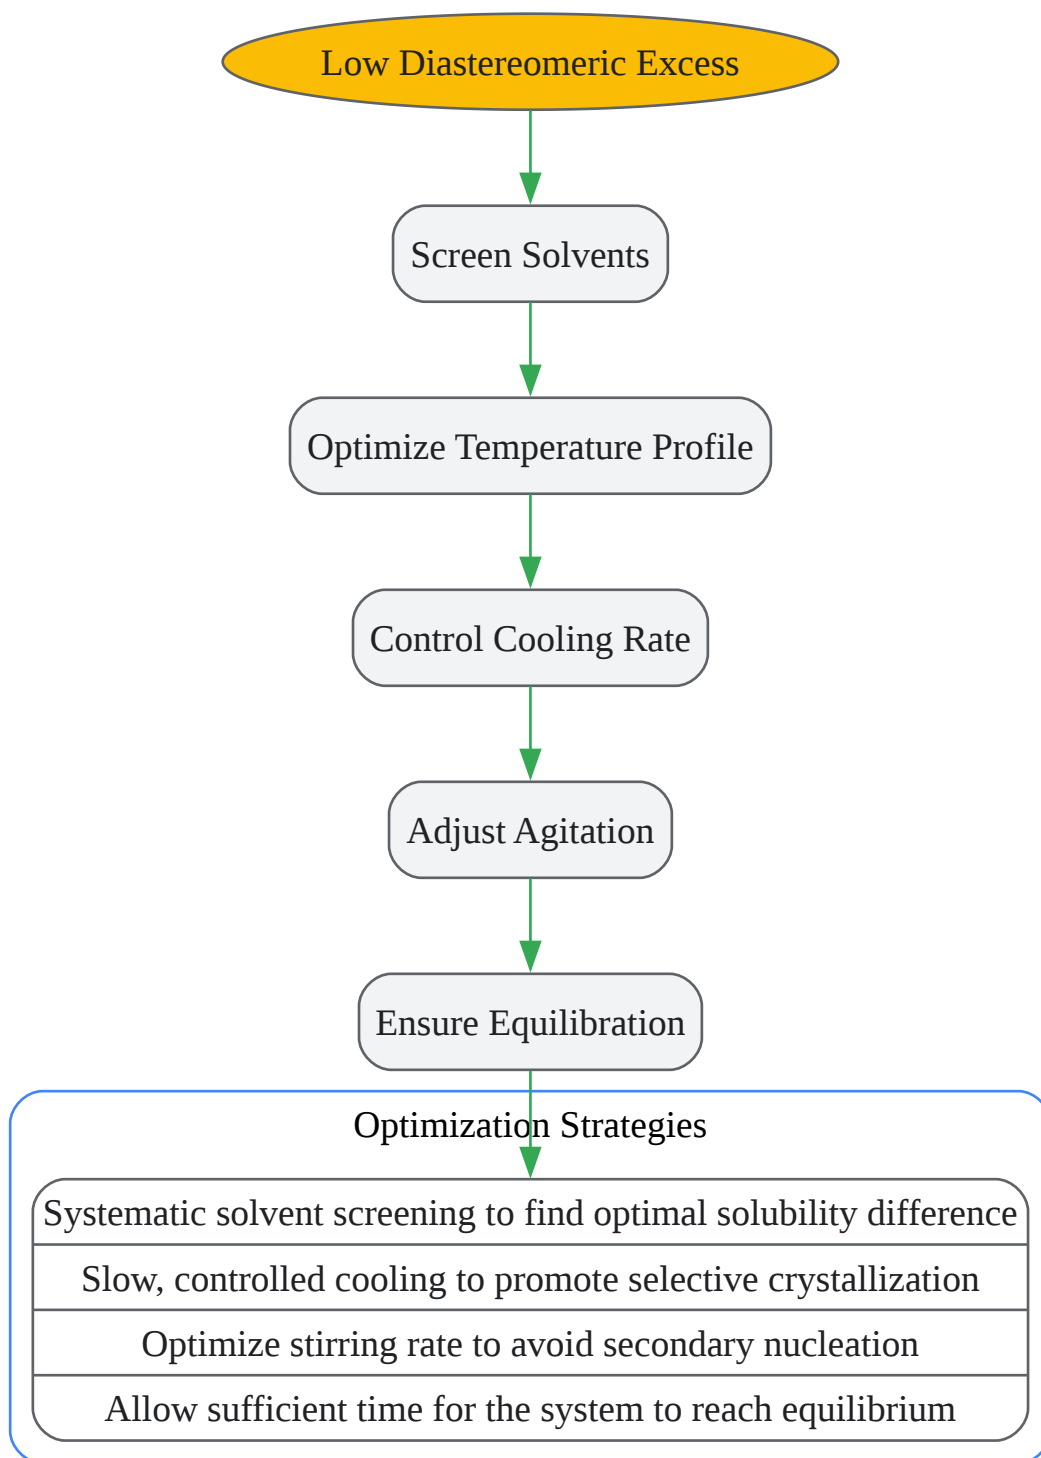 Low Diastereomeric Excess
Screen Solvents
Optimize Temperature Profile
Control Cooling Rate
Adjust Agitation
Ensure Equilibration
Optimization Strategies
Systematic solvent screening to find optimal solubility difference
Slow, controlled cooling to promote selective crystallization
Optimize stirring rate to avoid secondary nucleation
Allow sufficient time for the system to reach equilibrium